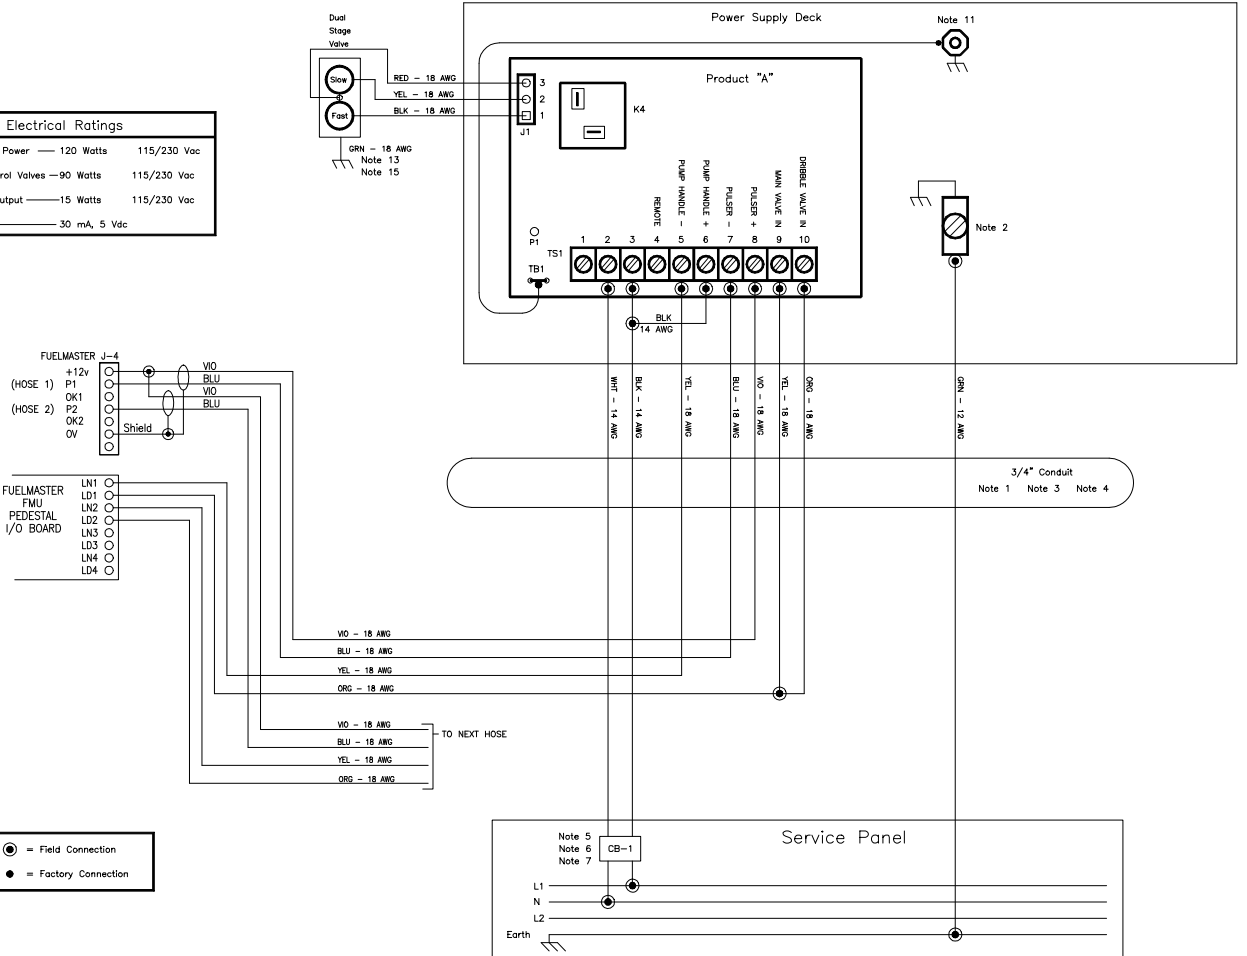 Power Supply Deck
Note 11
Dual
Stage
Valve
Slow
Fast
RED - 18 AWG
YEL - 18 AWG
BLK - 18 AWG
GRN - 18 AWG
Note 13
Note 15
3
2
1
J1
Product "A"
K4
Electrical Ratings
Power — 120 Watts 115/230 Vac
Valves — 90 Watts 115/230 Vac
15 Watts 115/230 Vac
30 mA, 5 Vdc
REMOTE
PUMP HANDLE -
PUMP HANDLE +
PULSER -
PULSER +
MAIN VALVE IN
DRIBBLE VALVE IN
P1
TB1
TS1
1 2 3 4 5 6 7 8 9 10
Note 2
BLK
14 AWG
FUELMASTER J-4
+12v
(HOSE 1) P1
OK1
(HOSE 2) P2
OK2
0V
VIO
BLU
VIO
BLU
Shield
WHT - 14 AWG
BLK - 14 AWG
YEL - 18 AWG
BLU - 18 AWG
VIO - 18 AWG
YEL - 18 AWG
ORG - 18 AWG
GRN - 12 AWG
3/4" Conduit
Note 1 Note 3 Note 4
FUELMASTER
FMU
PEDESTAL
I/O BOARD
LN1
LD1
LN2
LD2
LN3
LD3
LN4
LD4
VIO - 18 AWG
BLU - 18 AWG
YEL - 18 AWG
ORG - 18 AWG
VIO - 18 AWG
BLU - 18 AWG
YEL - 18 AWG
ORG - 18 AWG
TO NEXT HOSE
= Field Connection
= Factory Connection
Service Panel
Note 5
Note 6
Note 7
CB-1
L1
N
L2
Earth